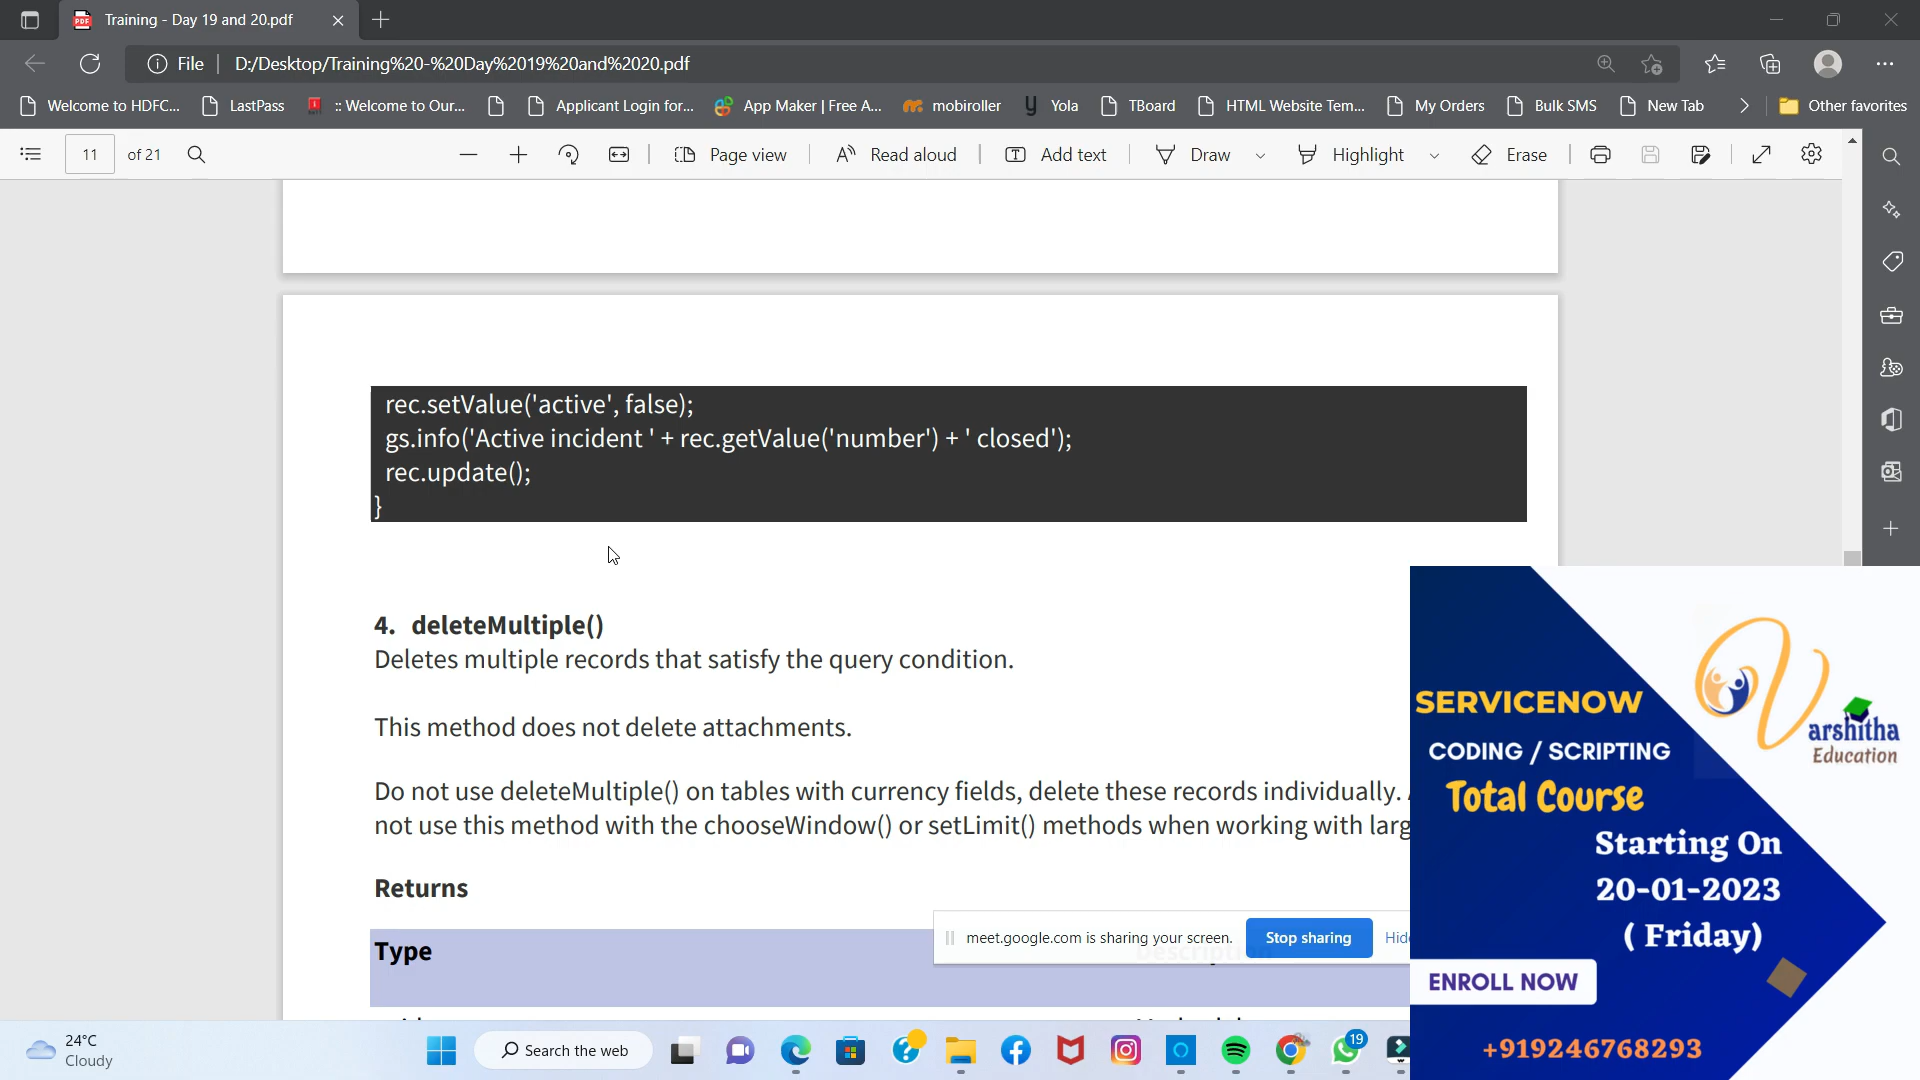 Training - Day 19 and 20.pdf
File
D:/Desktop/Training%20-%20Day%2019%20and%2020.pdf
Welcome to HDFC...
LastPass
:: Welcome to Our...
Applicant Login for...
App Maker | Free A...
mobiroller
Yola
TBoard
HTML Website Tem...
My Orders
Bulk SMS
New Tab
Other favorites
11 of 21
Page view
Read aloud
Add text
Draw
Highlight
Erase
rec.setValue('active', false);
gs.info('Active incident ' + rec.getValue('number') + ' closed');
rec.update();
}
4. deleteMultiple()
Deletes multiple records that satisfy the query condition.
This method does not delete attachments.
Do not use deleteMultiple() on tables with currency fields, delete these records individually.
not use this method with the chooseWindow() or setLimit() methods when working with larg
Returns
Type
Description
meet.google.com is sharing your screen.
Stop sharing
Hide
SERVICENOW
CODING / SCRIPTING
Total Course
Starting On
20-01-2023
( Friday)
ENROLL NOW
+919246768293
Varshitha
Education
24°C
Cloudy
Search the web
19